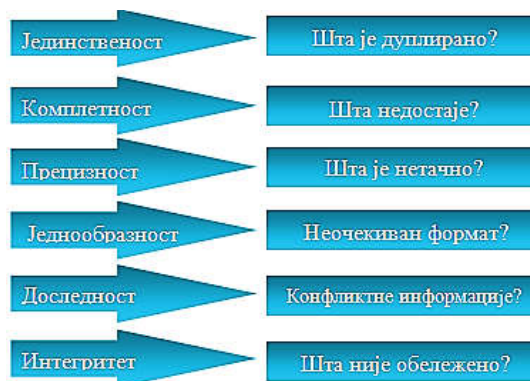 Јединственост
Шта је дуплирано?
Комплетност
Шта недостаје?
Прецизност
Шта је нетачно?
Једнообразност
Неочекиван формат?
Доследност
Конфликтне информације?
Интегритет
Шта није обележено?